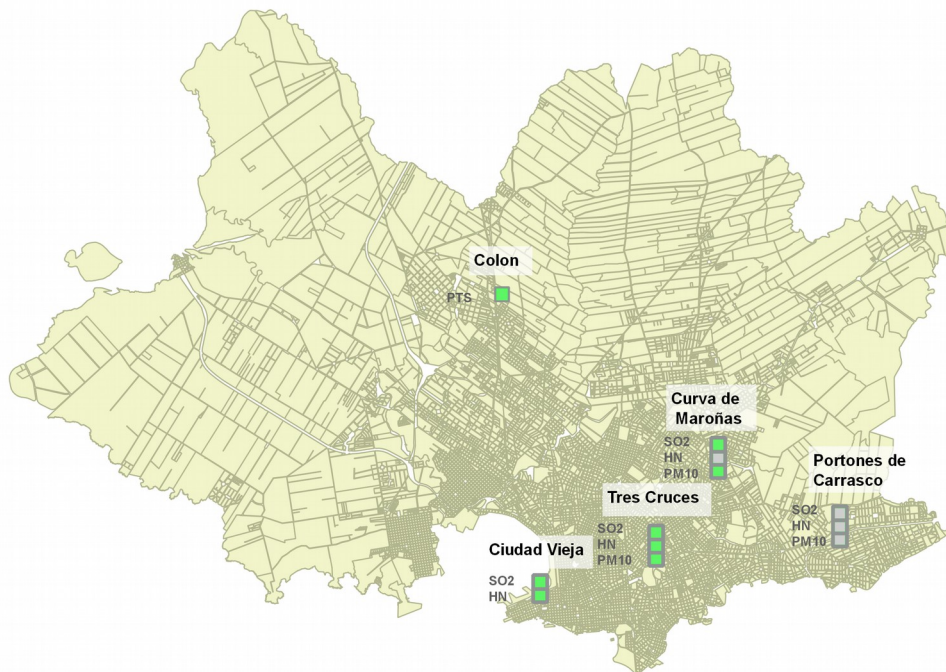 Colon
PTS
Curva de
Maroñas
SO2
HN
PM10
Portones de
Carrasco
SO2
HN
PM10
Tres Cruces
SO2
HN
PM10
Ciudad Vieja
SO2
HN